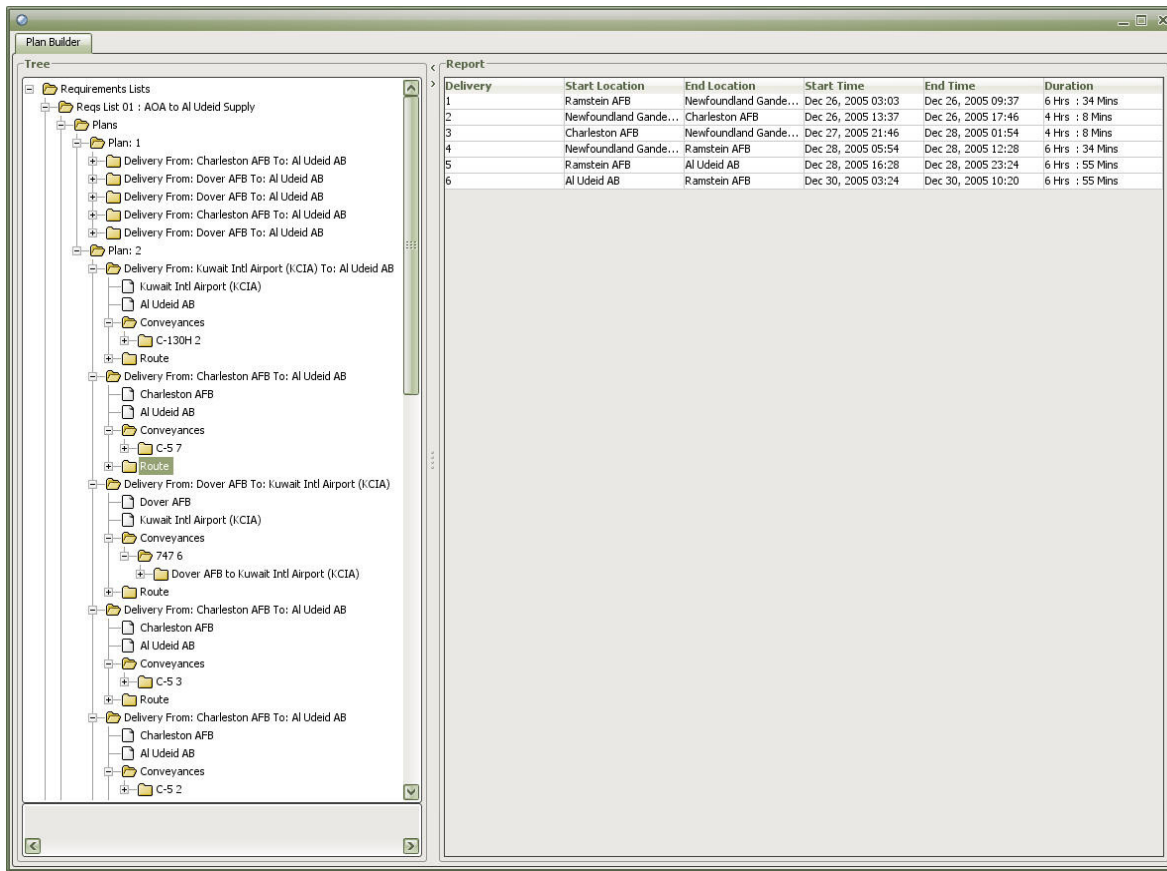 Plan Builder
Tree
Requirements Lists
Reqs List 01 : AOA to Al Udeid Supply
Plans
Plan: 1
Delivery From: Charleston AFB To: Al Udeid AB
Delivery From: Dover AFB To: Al Udeid AB
Delivery From: Dover AFB To: Al Udeid AB
Delivery From: Charleston AFB To: Al Udeid AB
Delivery From: Dover AFB To: Al Udeid AB
Plan: 2
Delivery From: Kuwait Intl Airport (KCIA) To: Al Udeid AB
Kuwait Intl Airport (KCIA)
Al Udeid AB
Conveyances
C-130H 2
Route
Delivery From: Charleston AFB To: Al Udeid AB
Charleston AFB
Al Udeid AB
Conveyances
C-5 7
Route
Delivery From: Dover AFB To: Kuwait Intl Airport (KCIA)
Dover AFB
Kuwait Intl Airport (KCIA)
Conveyances
747 6
Dover AFB to Kuwait Intl Airport (KCIA)
Route
Delivery From: Charleston AFB To: Al Udeid AB
Charleston AFB
Al Udeid AB
Conveyances
C-5 3
Route
Delivery From: Charleston AFB To: Al Udeid AB
Charleston AFB
Al Udeid AB
Conveyances
C-5 2
Report
Delivery Start Location End Location Start Time End Time Duration
1 Ramstein AFB Newfoundland Gande... Dec 26, 2005 03:03 Dec 26, 2005 09:37 6 Hrs : 34 Mins
2 Newfoundland Gande... Charleston AFB Dec 26, 2005 13:37 Dec 26, 2005 17:46 4 Hrs : 8 Mins
3 Charleston AFB Newfoundland Gande... Dec 27, 2005 21:46 Dec 28, 2005 01:54 4 Hrs : 8 Mins
4 Newfoundland Gande... Ramstein AFB Dec 28, 2005 05:54 Dec 28, 2005 12:28 6 Hrs : 34 Mins
5 Ramstein AFB Al Udeid AB Dec 28, 2005 16:28 Dec 28, 2005 23:24 6 Hrs : 55 Mins
6 Al Udeid AB Ramstein AFB Dec 30, 2005 03:24 Dec 30, 2005 10:20 6 Hrs : 55 Mins